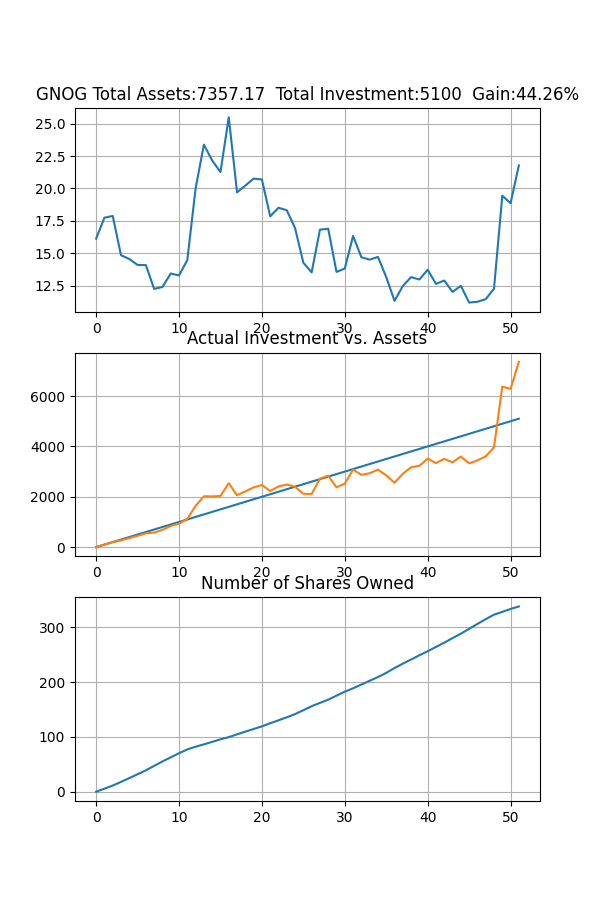 GNOG Total Assets:7357.17  Total Investment:5100  Gain:44.26%
25.0
22.5
20.0
17.5
15.0
12.5
0 10 20 30 40 50
Actual Investment vs. Assets
6000
4000
2000
0
0 10 20 30 40 50
Number of Shares Owned
300
200
100
0
0 10 20 30 40 50